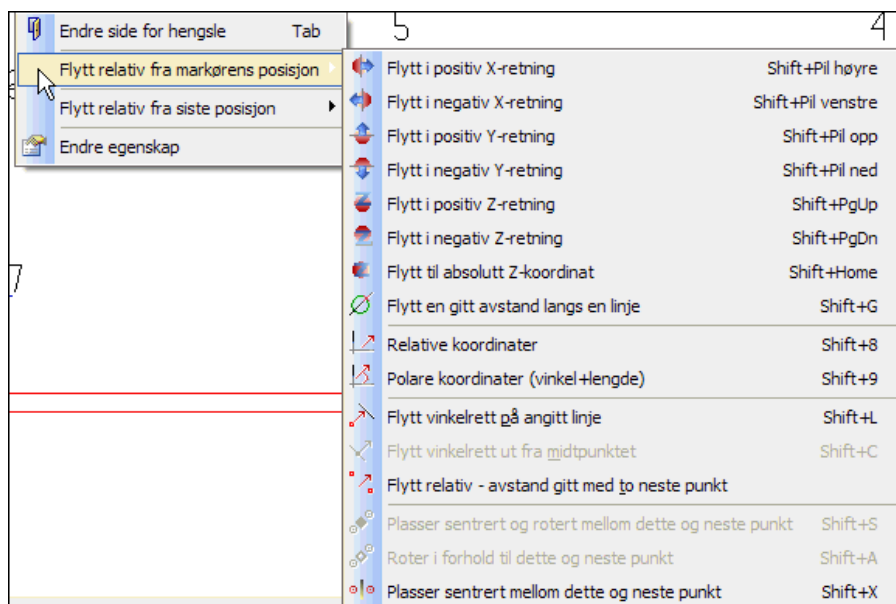 Endre side for hengsle Tab
Flytt relativ fra markørens posisjon
Flytt relativ fra siste posisjon
Endre egenskap
5 4
7
Flytt i positiv X-retning Shift+Pil høyre
Flytt i negativ X-retning Shift+Pil venstre
Flytt i positiv Y-retning Shift+Pil opp
Flytt i negativ Y-retning Shift+Pil ned
Flytt i positiv Z-retning Shift+PgUp
Flytt i negativ Z-retning Shift+PgDn
Flytt til absolutt Z-koordinat Shift+Home
Flytt en gitt avstand langs en linje Shift+G
Relative koordinater Shift+8
Polare koordinater (vinkel+lengde) Shift+9
Flytt vinkelrett på angitt linje Shift+L
Flytt vinkelrett ut fra midtpunktet Shift+C
Flytt relativ - avstand gitt med to neste punkt
Plasser sentrert og rotert mellom dette og neste punkt Shift+S
Roter i forhold til dette og neste punkt Shift+A
Plasser sentrert mellom dette og neste punkt Shift+X